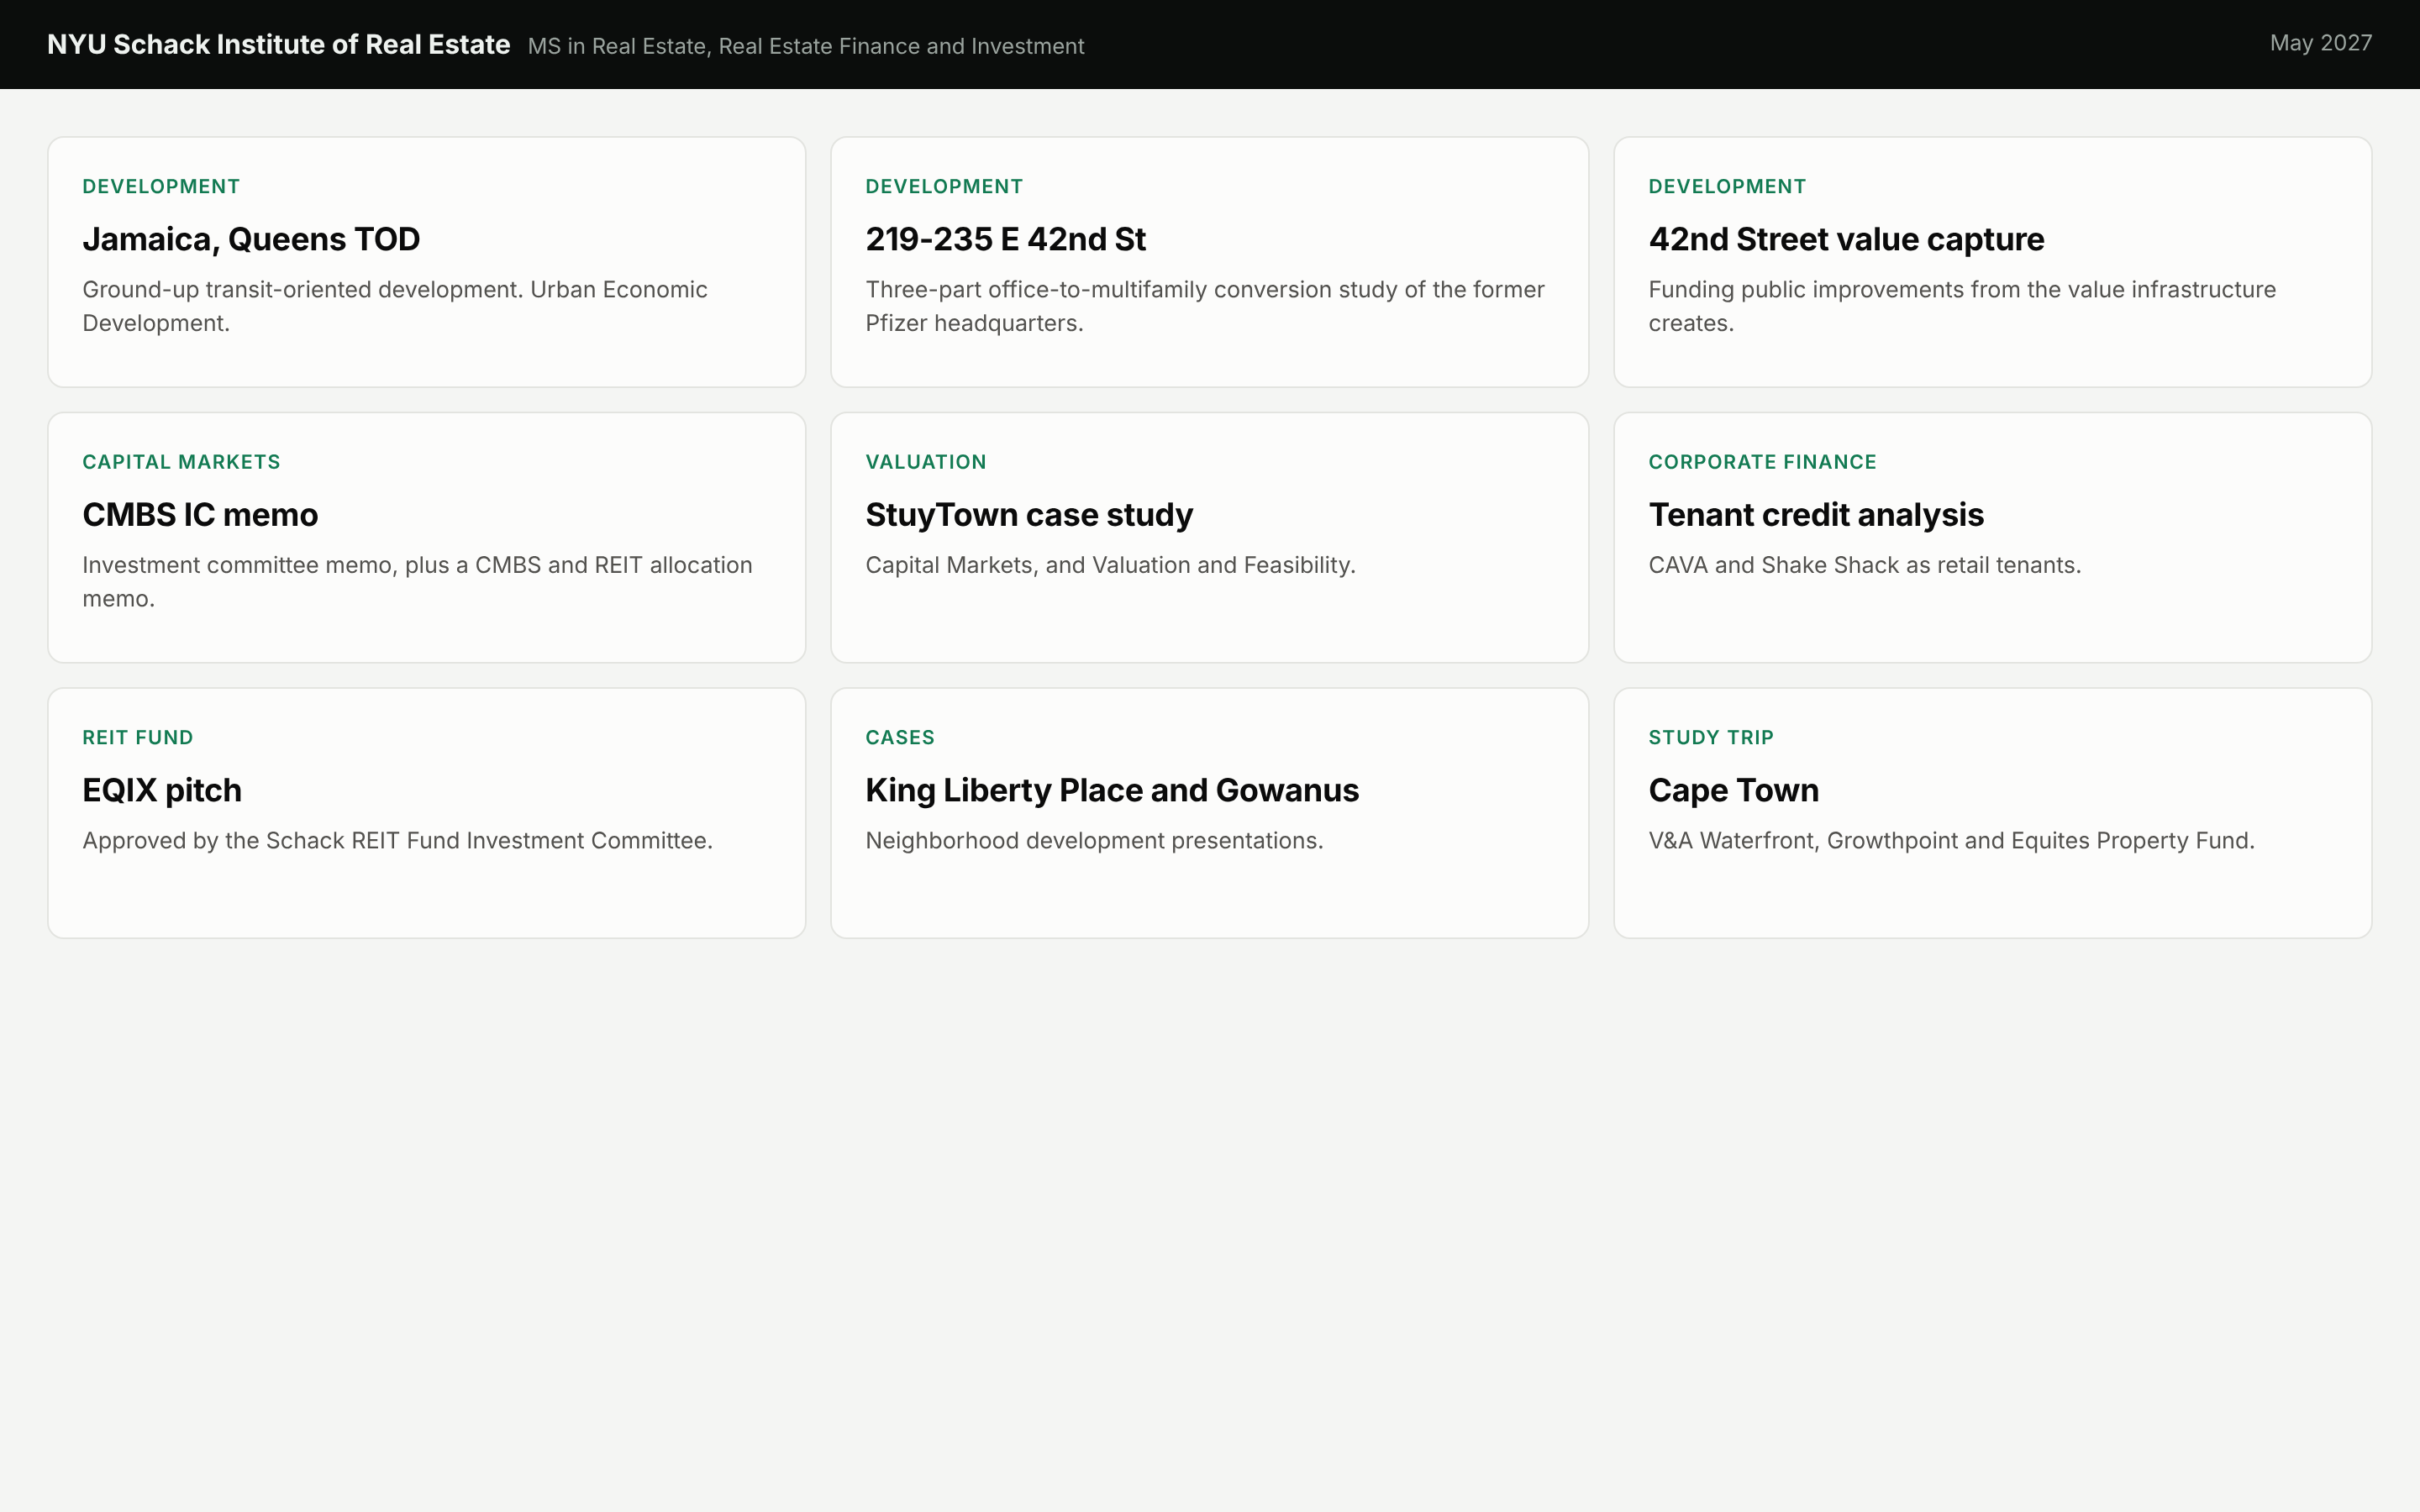 NYU Schack Institute of Real Estate MS in Real Estate, Real Estate Finance and Investment
May 2027
DEVELOPMENT
Jamaica, Queens TOD
Ground-up transit-oriented development. Urban Economic
Development.
DEVELOPMENT
219-235 E 42nd St
Three-part office-to-multifamily conversion study of the former
Pfizer headquarters.
DEVELOPMENT
42nd Street value capture
Funding public improvements from the value infrastructure
creates.
CAPITAL MARKETS
CMBS IC memo
Investment committee memo, plus a CMBS and REIT allocation
memo.
VALUATION
StuyTown case study
Capital Markets, and Valuation and Feasibility.
CORPORATE FINANCE
Tenant credit analysis
CAVA and Shake Shack as retail tenants.
REIT FUND
EQIX pitch
Approved by the Schack REIT Fund Investment Committee.
CASES
King Liberty Place and Gowanus
Neighborhood development presentations.
STUDY TRIP
Cape Town
V&A Waterfront, Growthpoint and Equites Property Fund.